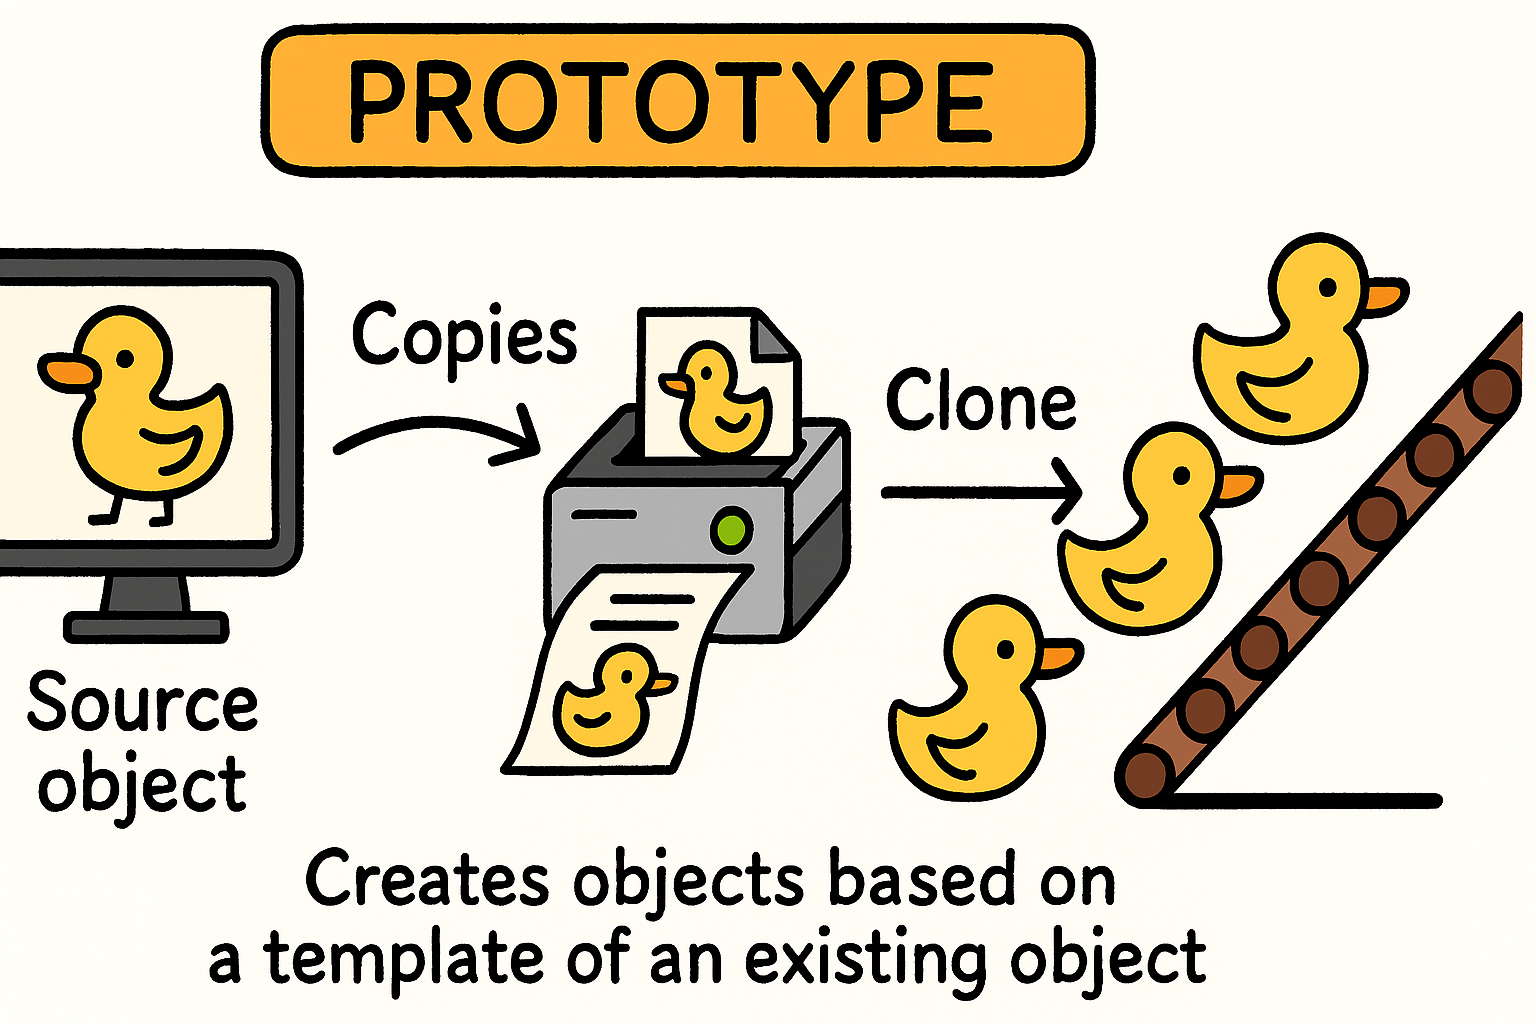 PROTOTYPE
Copies
Clone
Source
object
Creates objects based on
a template of an existing object